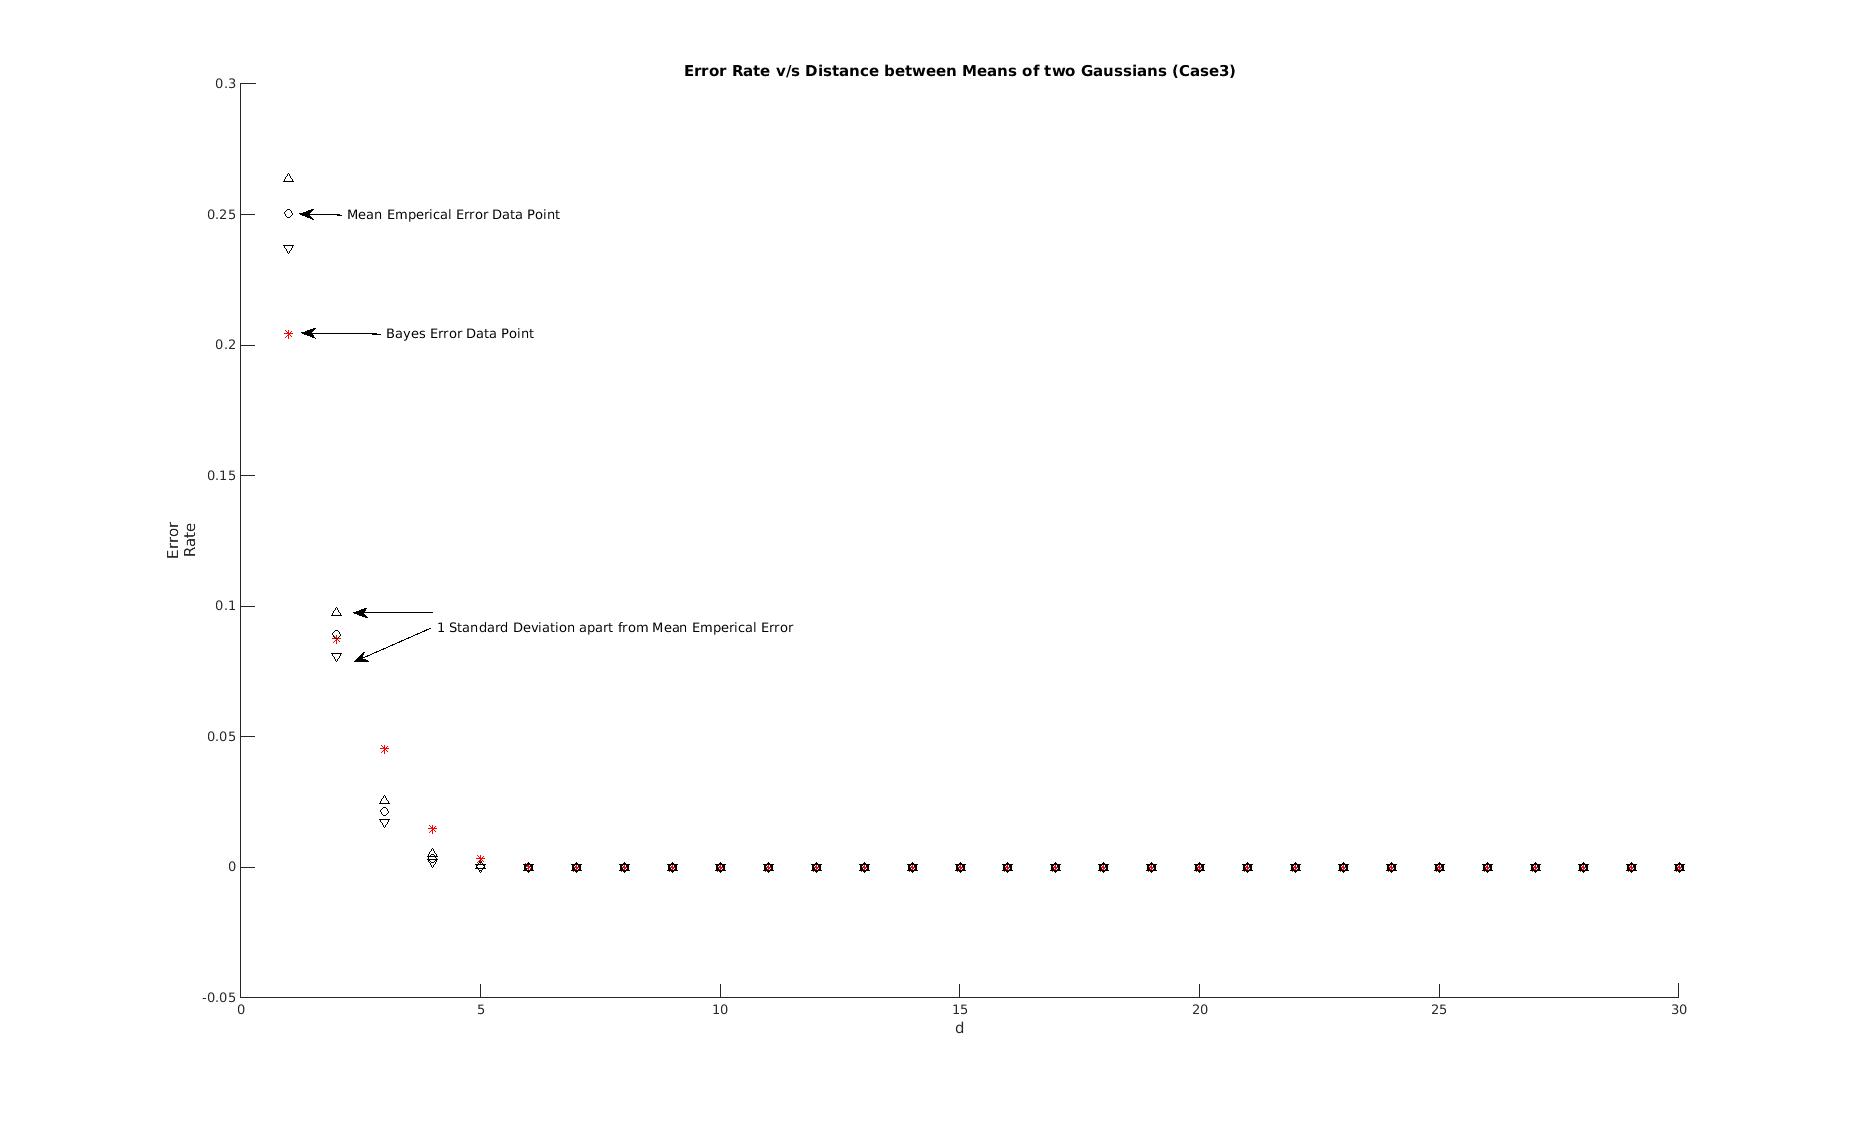 Error Rate v/s Distance between Means of two Gaussians (Case3)
0.3
0.25
Mean Emperical Error Data Point
Bayes Error Data Point
0.2
0.15
Error
Rate
0.1
1 Standard Deviation apart from Mean Emperical Error
0.05
0
-0.05
0 5 10 15 20 25 30
d